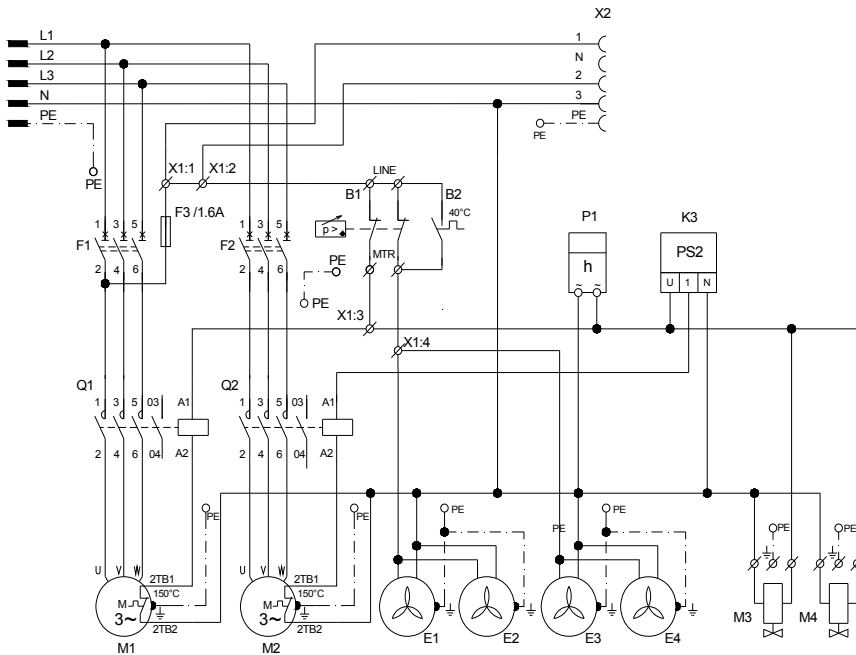 X2
L1
1
L2
N
L3
2
N
3
PE
PE
PE
PE
X1:1 X1:2
LINE
B1 B2
40°C
F3 /1.6A
P1 K3
1 3 5
1 3 5
p >
h
PS2
F1
F2
MTR
2 4 6
2 4 6
PE
~ ~
U 1 N
PE
X1:3
X1:4
Q1
Q2
1 3 5 03
A1
1 3 5 03
A1
2 4 6 04
A2
2 4 6 04
A2
PE
PE
PE
PE
PE
PE
PE
U V W
2TB1
150°C
U V W
2TB1
150°C
M
3~
M
3~
2TB2
2TB2
M3
M4
M1
M2
E1
E2
E3
E4